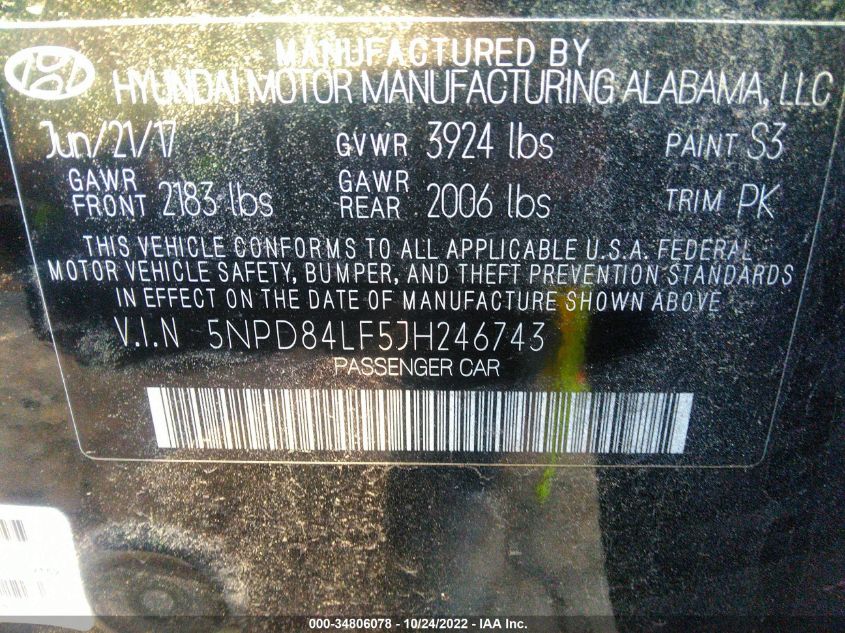 MANUFACTURED BY
HYUNDAI MOTOR MANUFACTURING ALABAMA, LLC
Jun/21/17 GVWR 3924 lbs PAINT S3
GAWR FRONT 2183 lbs GAWR REAR 2006 lbs TRIM PK
THIS VEHICLE CONFORMS TO ALL APPLICABLE U.S.A. FEDERAL
MOTOR VEHICLE SAFETY, BUMPER, AND THEFT PREVENTION STANDARDS
IN EFFECT ON THE DATE OF MANUFACTURE SHOWN ABOVE.
V.I.N 5NPD84LF5JH246743
PASSENGER CAR
000-34806078 - 10/24/2022 - IAA Inc.